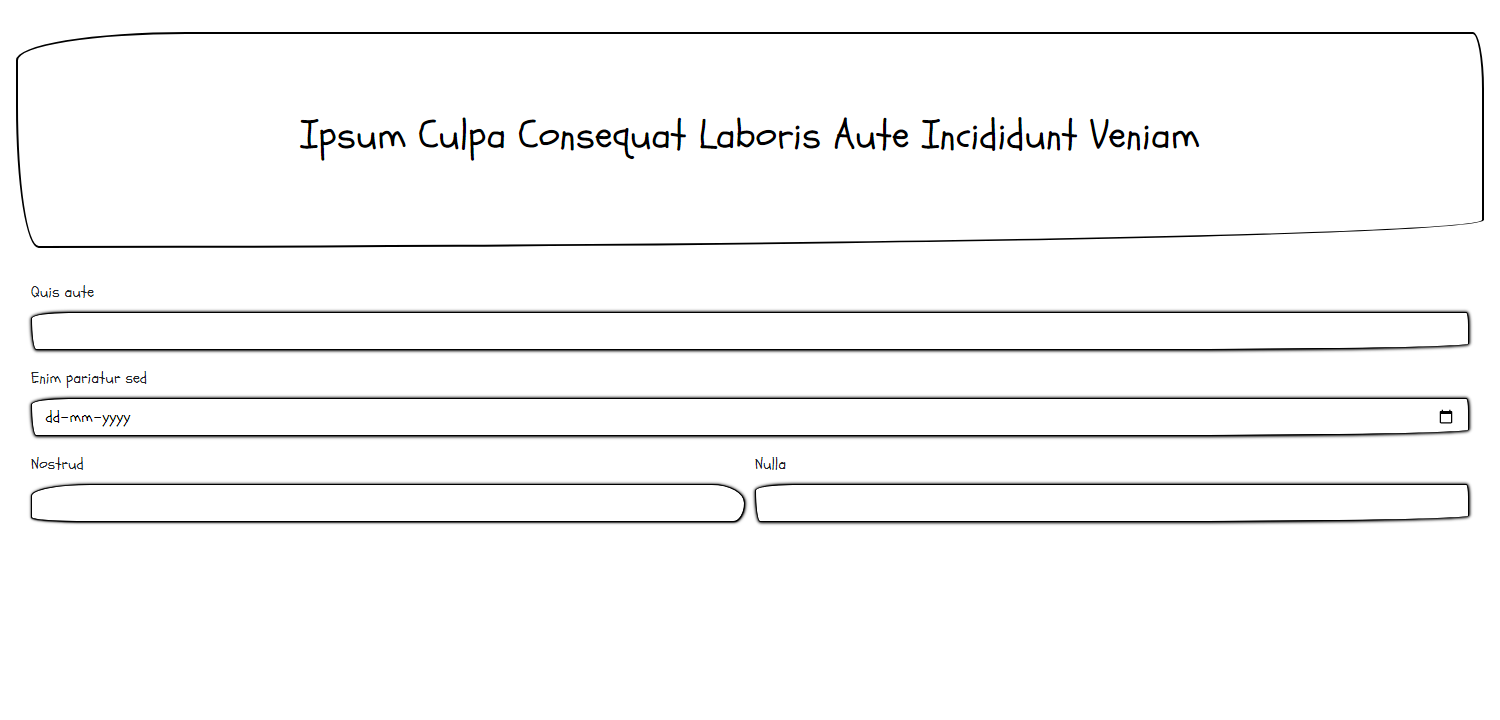 Ipsum Culpa Consequat Laboris Aute Incididunt Veniam
Quis aute
Enim pariatur sed
dd-mm-yyyy
Nostrud
Nulla